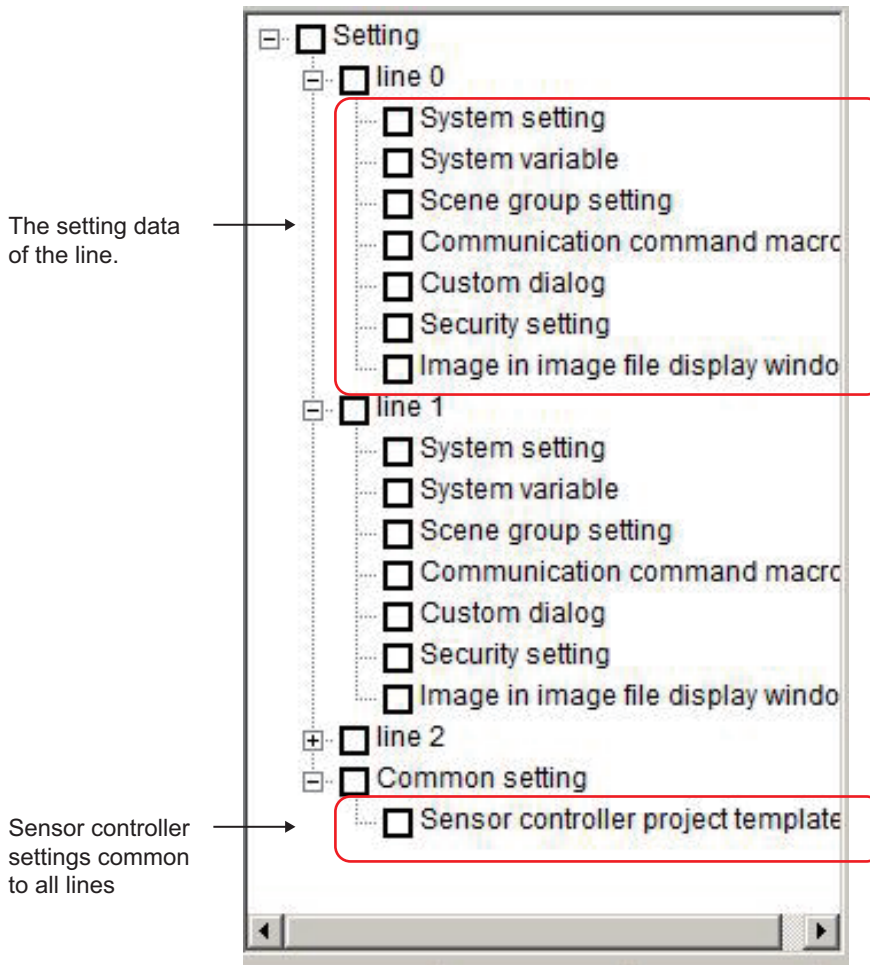 Setting
line 0
System setting
System variable
Scene group setting
The setting data
of the line.
Communication command macro
Custom dialog
Security setting
Image in image file display windo
line 1
System setting
System variable
Scene group setting
Communication command macro
Custom dialog
Security setting
Image in image file display windo
line 2
Common setting
Sensor controller project template
Sensor controller
settings common
to all lines